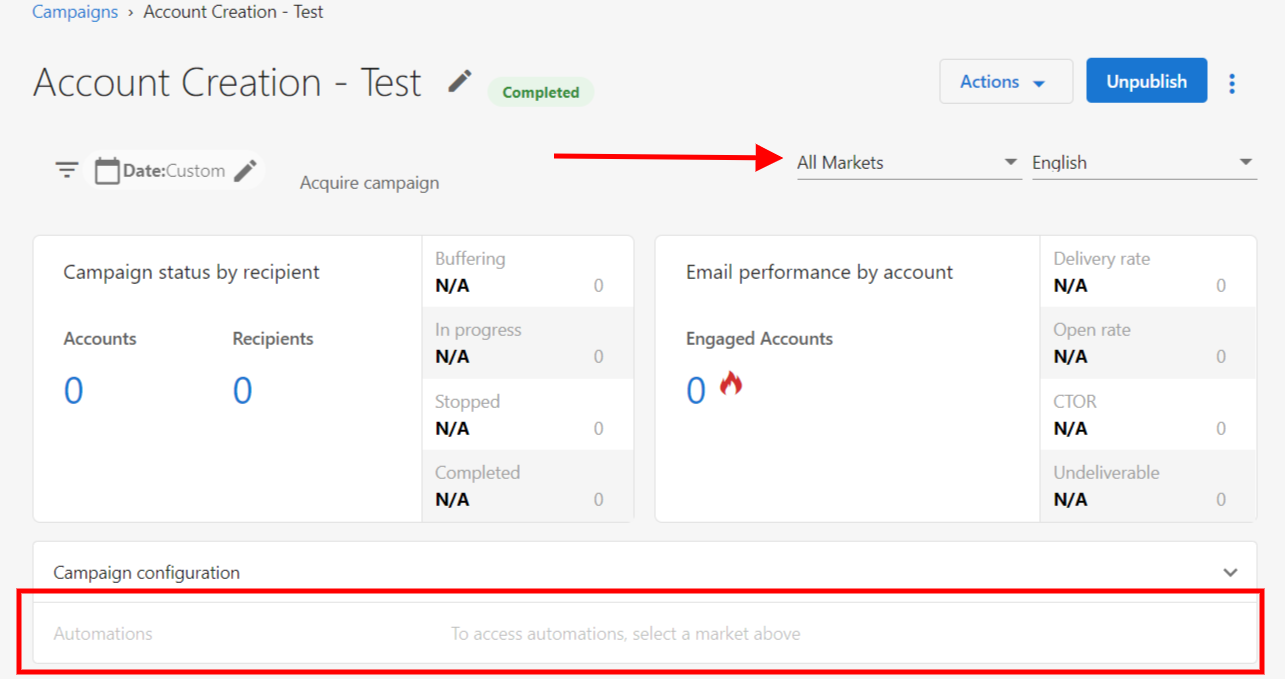 Campaigns › Account Creation - Test
Account Creation - Test
Completed
Actions
Unpublish
Date:Custom
Acquire campaign
All Markets
English
Campaign status by recipient
Accounts
Recipients
0
0
Buffering
N/A 0
In progress
N/A 0
Stopped
N/A 0
Completed
N/A 0
Email performance by account
Engaged Accounts
0
Delivery rate
N/A 0
Open rate
N/A 0
CTOR
N/A 0
Undeliverable
N/A 0
Campaign configuration
Automations
To access automations, select a market above